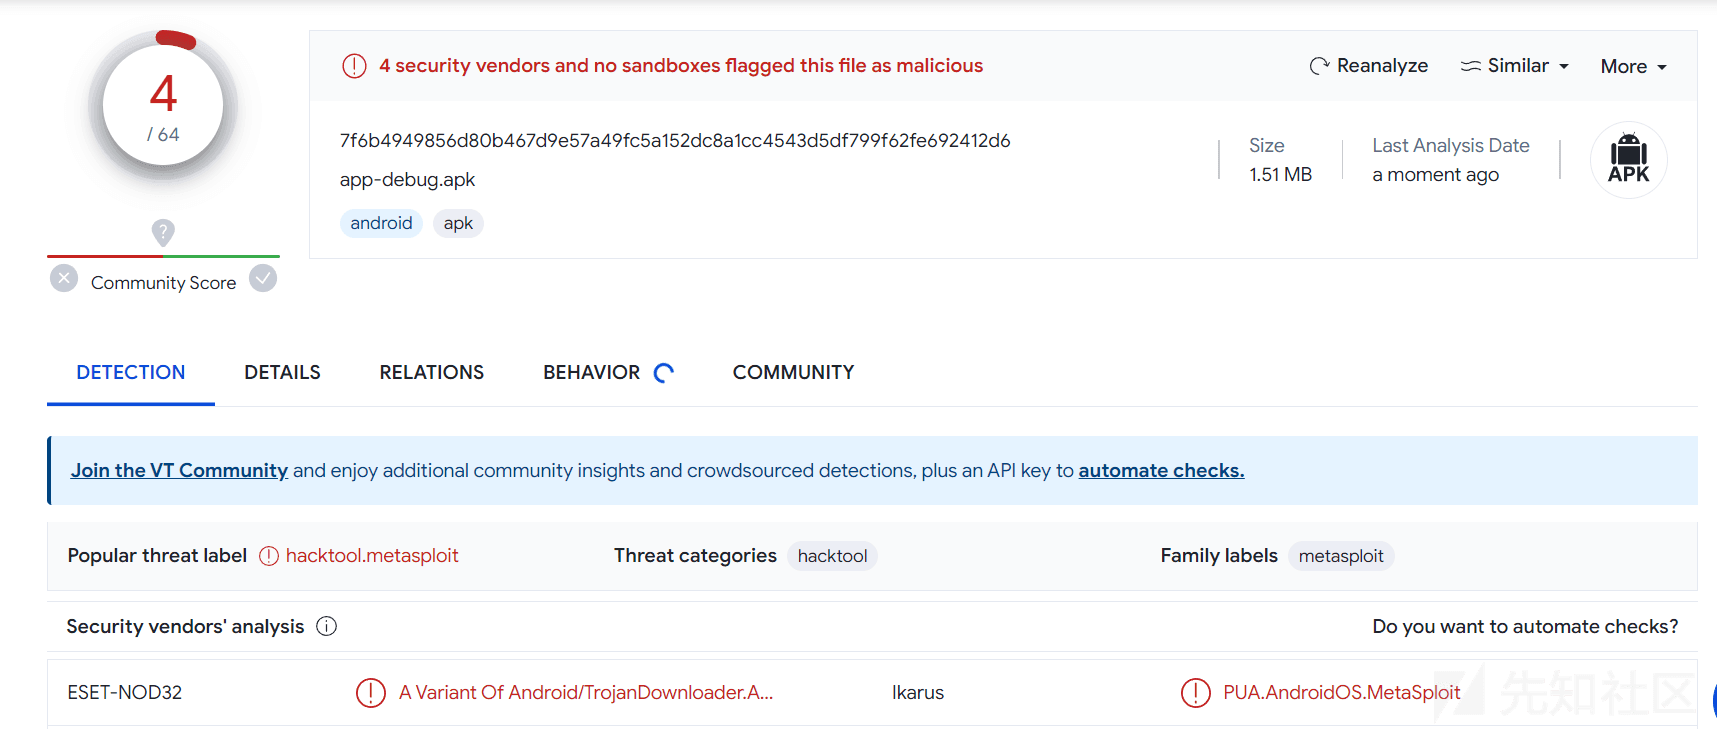 4
/ 64
Community Score
4 security vendors and no sandboxes flagged this file as malicious
Reanalyze
Similar
More
7f6b4949856d80b467d9e57a49fc5a152dc8a1cc4543d5df799f62fe692412d6
app-debug.apk
android
apk
Size
1.51 MB
Last Analysis Date
a moment ago
APK
DETECTION
DETAILS
RELATIONS
BEHAVIOR
COMMUNITY
Join the VT Community and enjoy additional community insights and crowdsourced detections, plus an API key to automate checks.
Popular threat label
hacktool.metasploit
Threat categories
hacktool
Family labels
metasploit
Security vendors' analysis
Do you want to automate checks?
ESET-NOD32
A Variant Of Android/TrojanDownloader.A...
Ikarus
PUA.AndroidOS.MetaSploit
先知社区